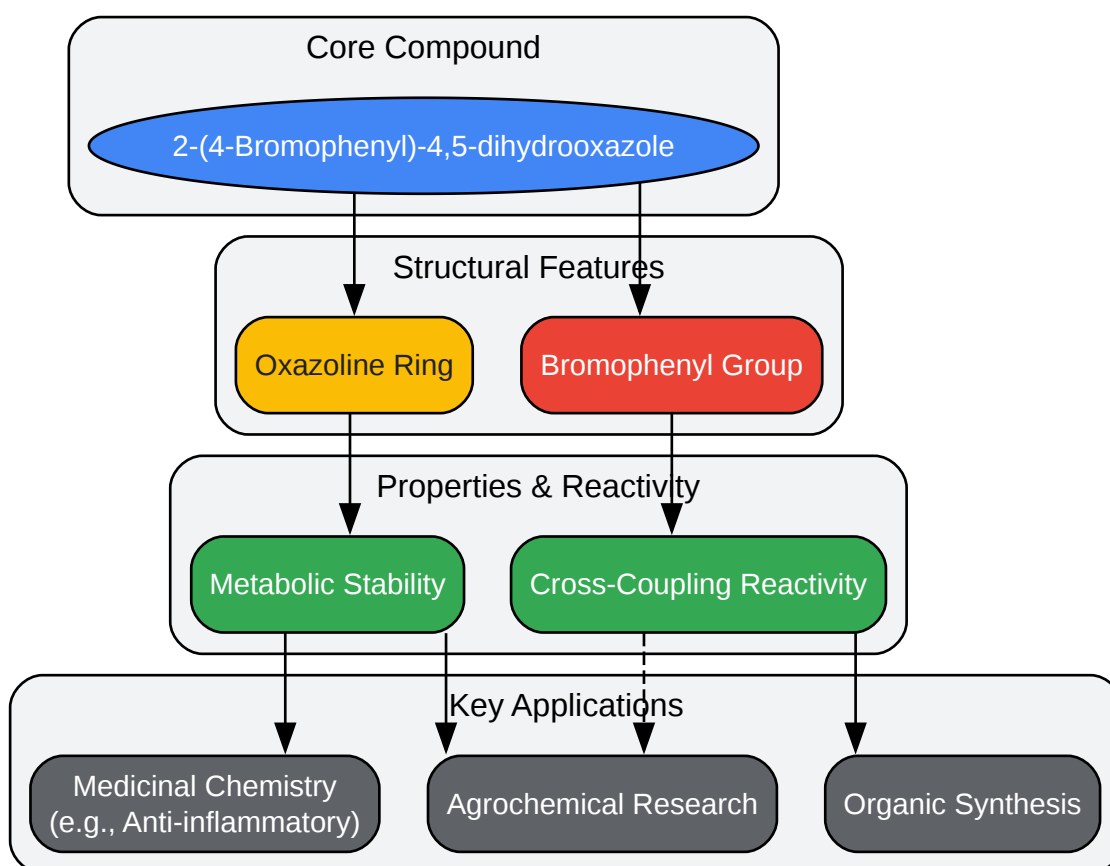 Core Compound
2-(4-Bromophenyl)-4,5-dihydrooxazole
Structural Features
Oxazoline Ring
Bromophenyl Group
Properties & Reactivity
Metabolic Stability
Cross-Coupling Reactivity
Key Applications
Medicinal Chemistry
(e.g., Anti-inflammatory)
Agrochemical Research
Organic Synthesis